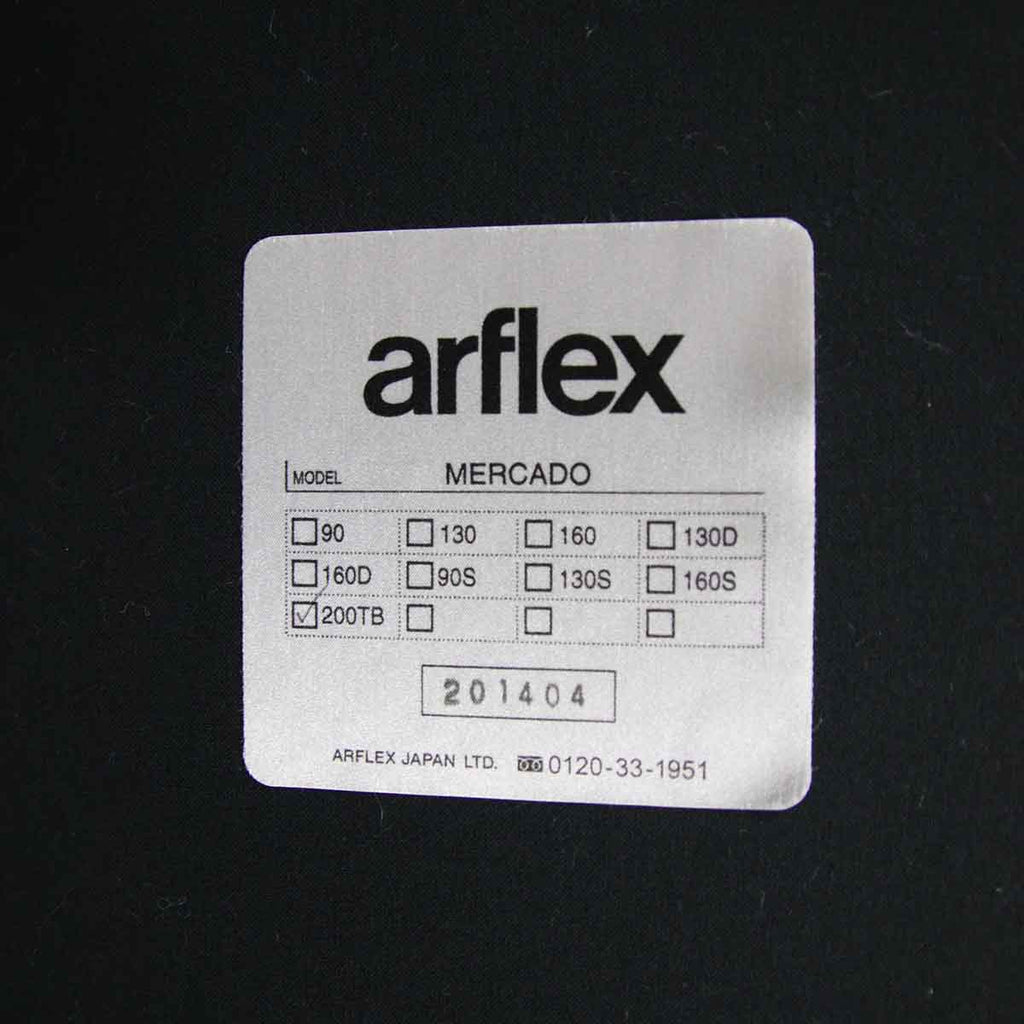 arflex
MODEL MERCADO
☐90 ☐130 ☐160 ☐130D
☐160D ☐90S ☐130S ☐160S
☑200TB ☐ ☐ ☐
201404
ARFLEX JAPAN LTD. 0120-33-1951